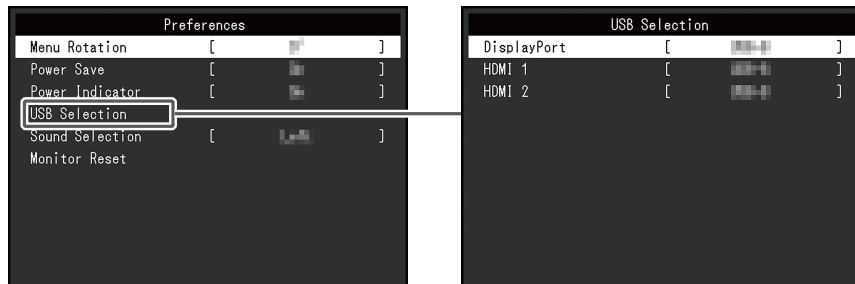 Preferences
Menu Rotation [ ]
Power Save [ ]
Power Indicator [ ]
USB Selection
Sound Selection [ ]
Monitor Reset
USB Selection
DisplayPort [ ]
HDMI 1 [ ]
HDMI 2 [ ]